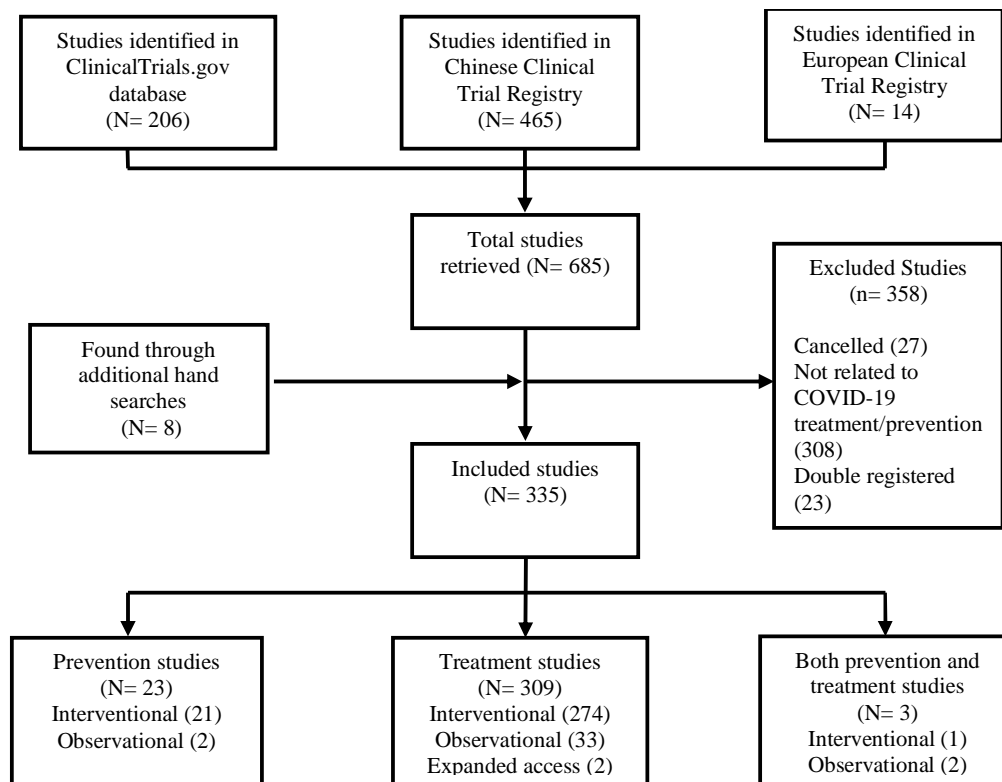 Studies identified in
ClinicalTrials.gov
database
(N= 206)
Studies identified in
Chinese Clinical
Trial Registry
(N= 465)
Studies identified in
European Clinical
Trial Registry
(N= 14)
Total studies
retrieved (N= 685)
Excluded Studies
(n= 358)
Cancelled (27)
Not related to
COVID-19
treatment/prevention
(308)
Double registered
(23)
Found through
additional hand
searches
(N= 8)
Included studies
(N= 335)
Prevention studies
(N= 23)
Interventional (21)
Observational (2)
Treatment studies
(N= 309)
Interventional (274)
Observational (33)
Expanded access (2)
Both prevention and
treatment studies
(N= 3)
Interventional (1)
Observational (2)